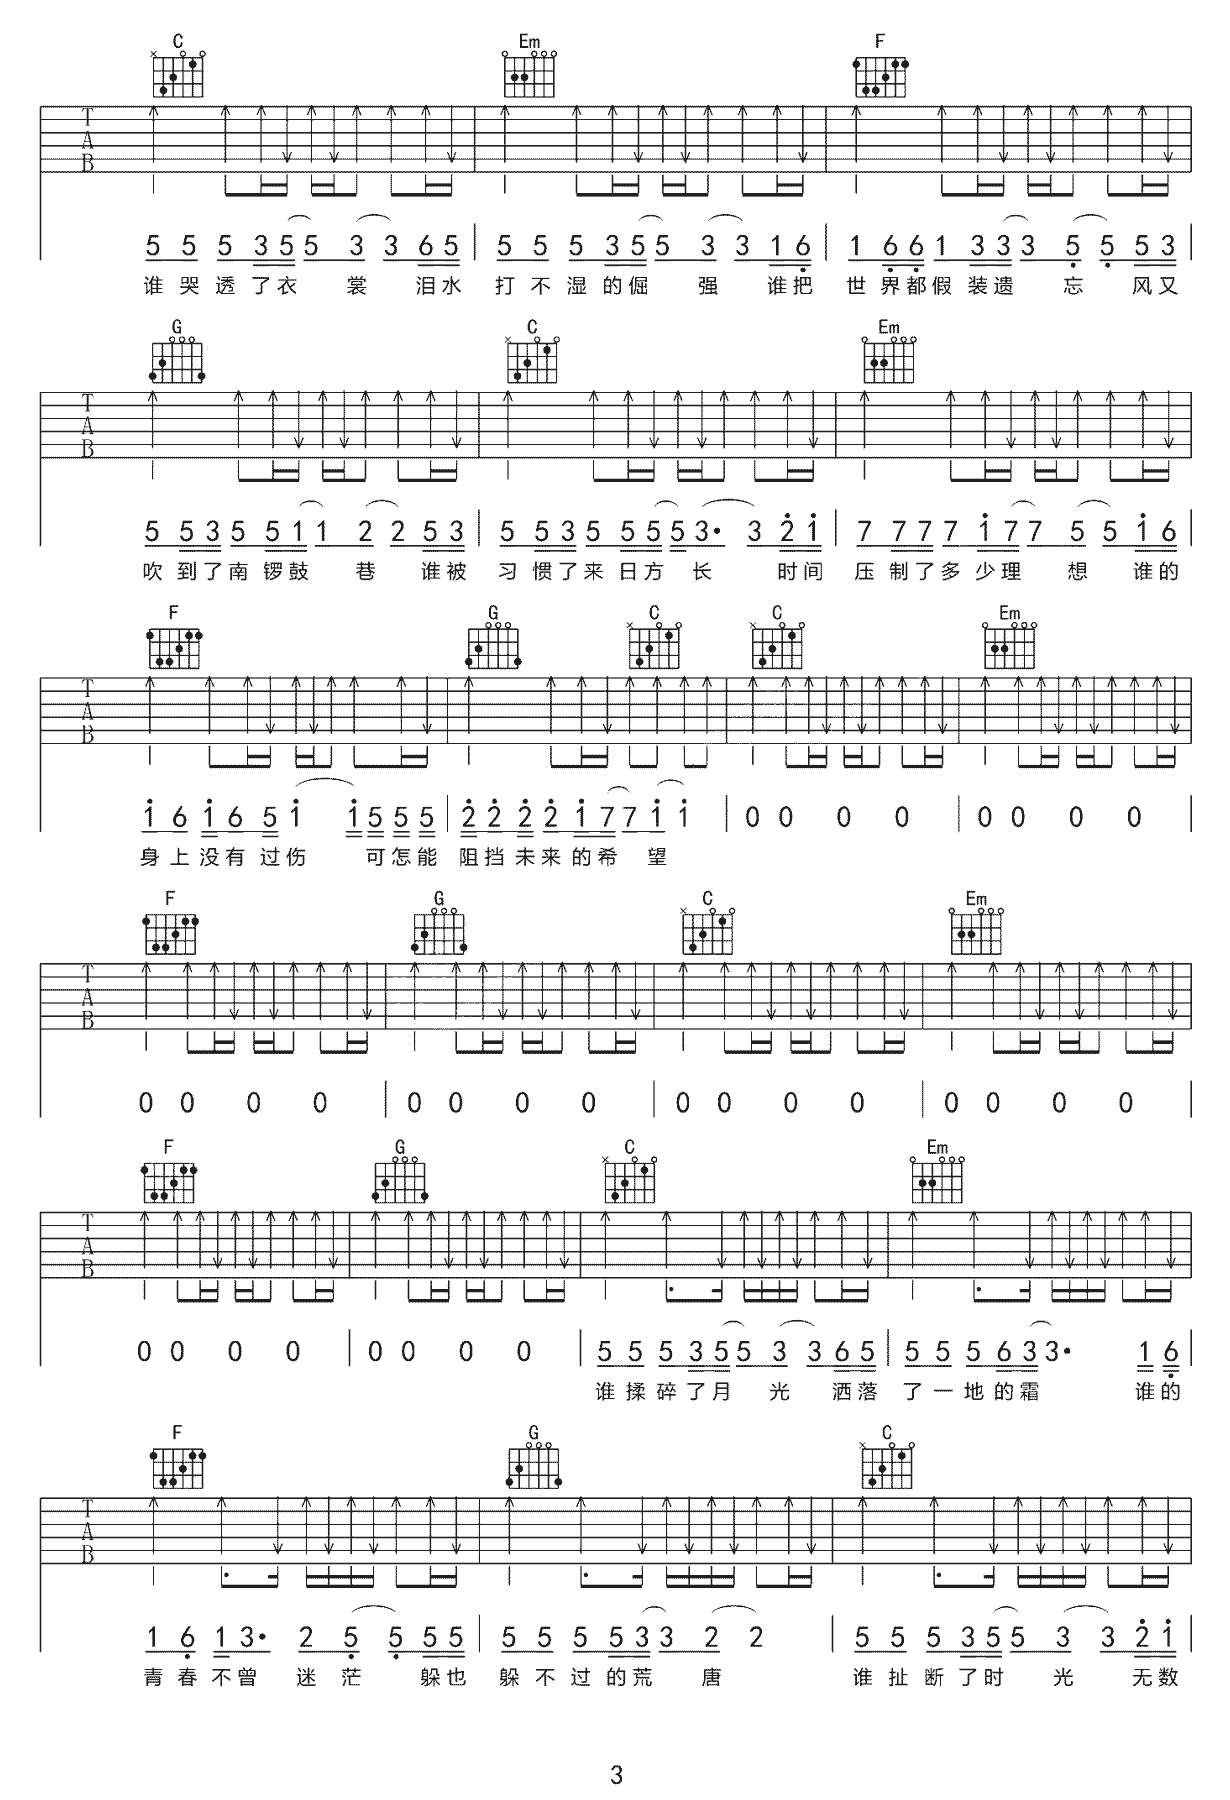 C Em F
T A B
5 5 5 3 5 5 3 3 6 5 5 5 5 3 5 5 3 3 1 6 1 6 6 1 3 3 3 5 5 5 3
谁哭透了衣裳 泪水打不湿的倔强 谁把世界都假装遗忘 风又
G C Em
T A B
5 5 3 5 5 1 1 2 2 5 3 5 5 3 5 5 5 5 3· 3 2 1 7 7 7 7 1 7 7 5 5 1 6
吹到了南锣鼓巷 谁被习惯了来日方长 时间压制了多少理想 谁的
F G C C Em
T A B
1 6 1 6 5 1 1 5 5 5 2 2 2 2 1 7 7 1 1 0 0 0 0 0 0 0 0
身上没有过伤 可怎能阻挡未来的希望
F G C Em
T A B
0 0 0 0 0 0 0 0 0 0 0 0 0 0 0 0
F G C Em
T A B
0 0 0 0 0 0 0 0 5 5 5 3 5 5 3 3 6 5 5 5 5 6 3 3· 1 6
谁揉碎了月光 洒落了一地的霜 谁的
F G C
T A B
1 6 1 3· 2 5 5 5 5 5 5 5 5 3 3 2 2 5 5 5 3 5 5 3 3 2 1
青春不曾迷茫 躲也躲不过的荒唐 谁扯断了时光 无数
3